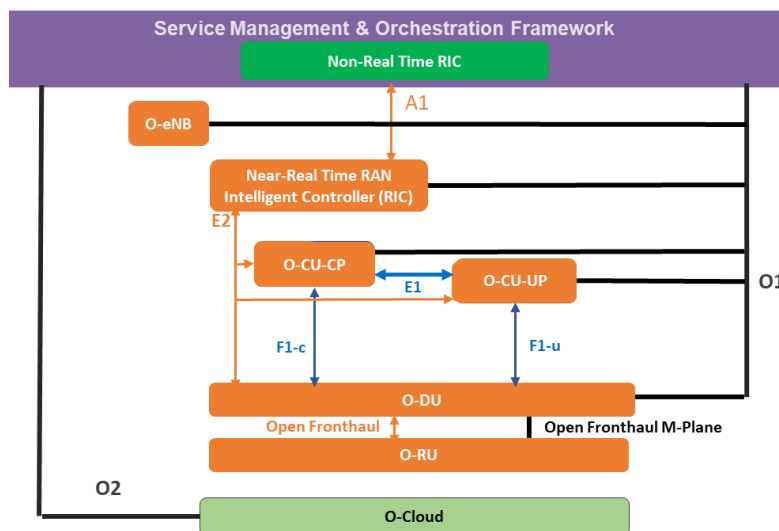 Service Management & Orchestration Framework
Non-Real Time RIC
A1
O-eNB
Near-Real Time RAN
Intelligent Controller (RIC)
E2
O-CU-CP
O-CU-UP
E1
O1
F1-c
F1-u
O-DU
Open Fronthaul
Open Fronthaul M-Plane
O-RU
O2
O-Cloud